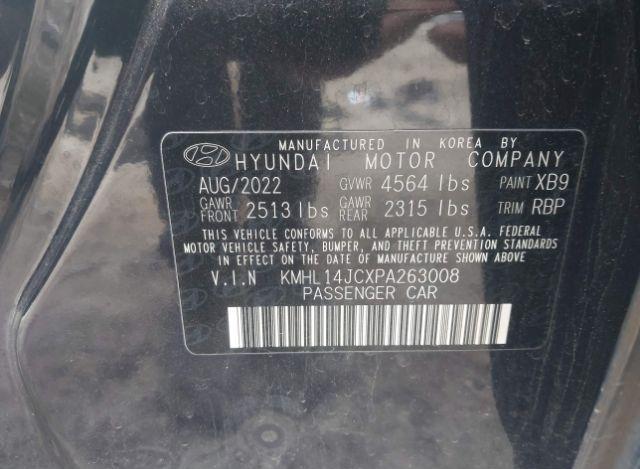 MANUFACTURED IN KOREA BY
HYUNDAI MOTOR COMPANY
AUG/2022 GVWR 4564 lbs PAINT XB9
GAWR FRONT 2513 lbs GAWR REAR 2315 lbs TRIM RBP
THIS VEHICLE CONFORMS TO ALL APPLICABLE U.S.A. FEDERAL
MOTOR VEHICLE SAFETY, BUMPER, AND THEFT PREVENTION STANDARDS
IN EFFECT ON THE DATE OF MANUFACTURE SHOWN ABOVE.
V.I.N KMHL14JCXPA263008
PASSENGER CAR